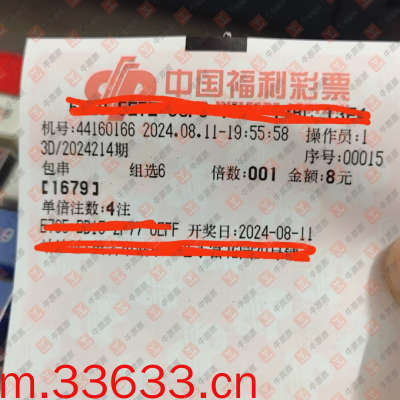 中国福利彩票
机号:44160166 2024.08.11-19:55:58 操作员:1
3D/2024214期 序号:00015
包串 组选6 倍数:001 金额:8元
[1679]
单倍注数:4注
开奖日:2024-08-11
m.33633.cn